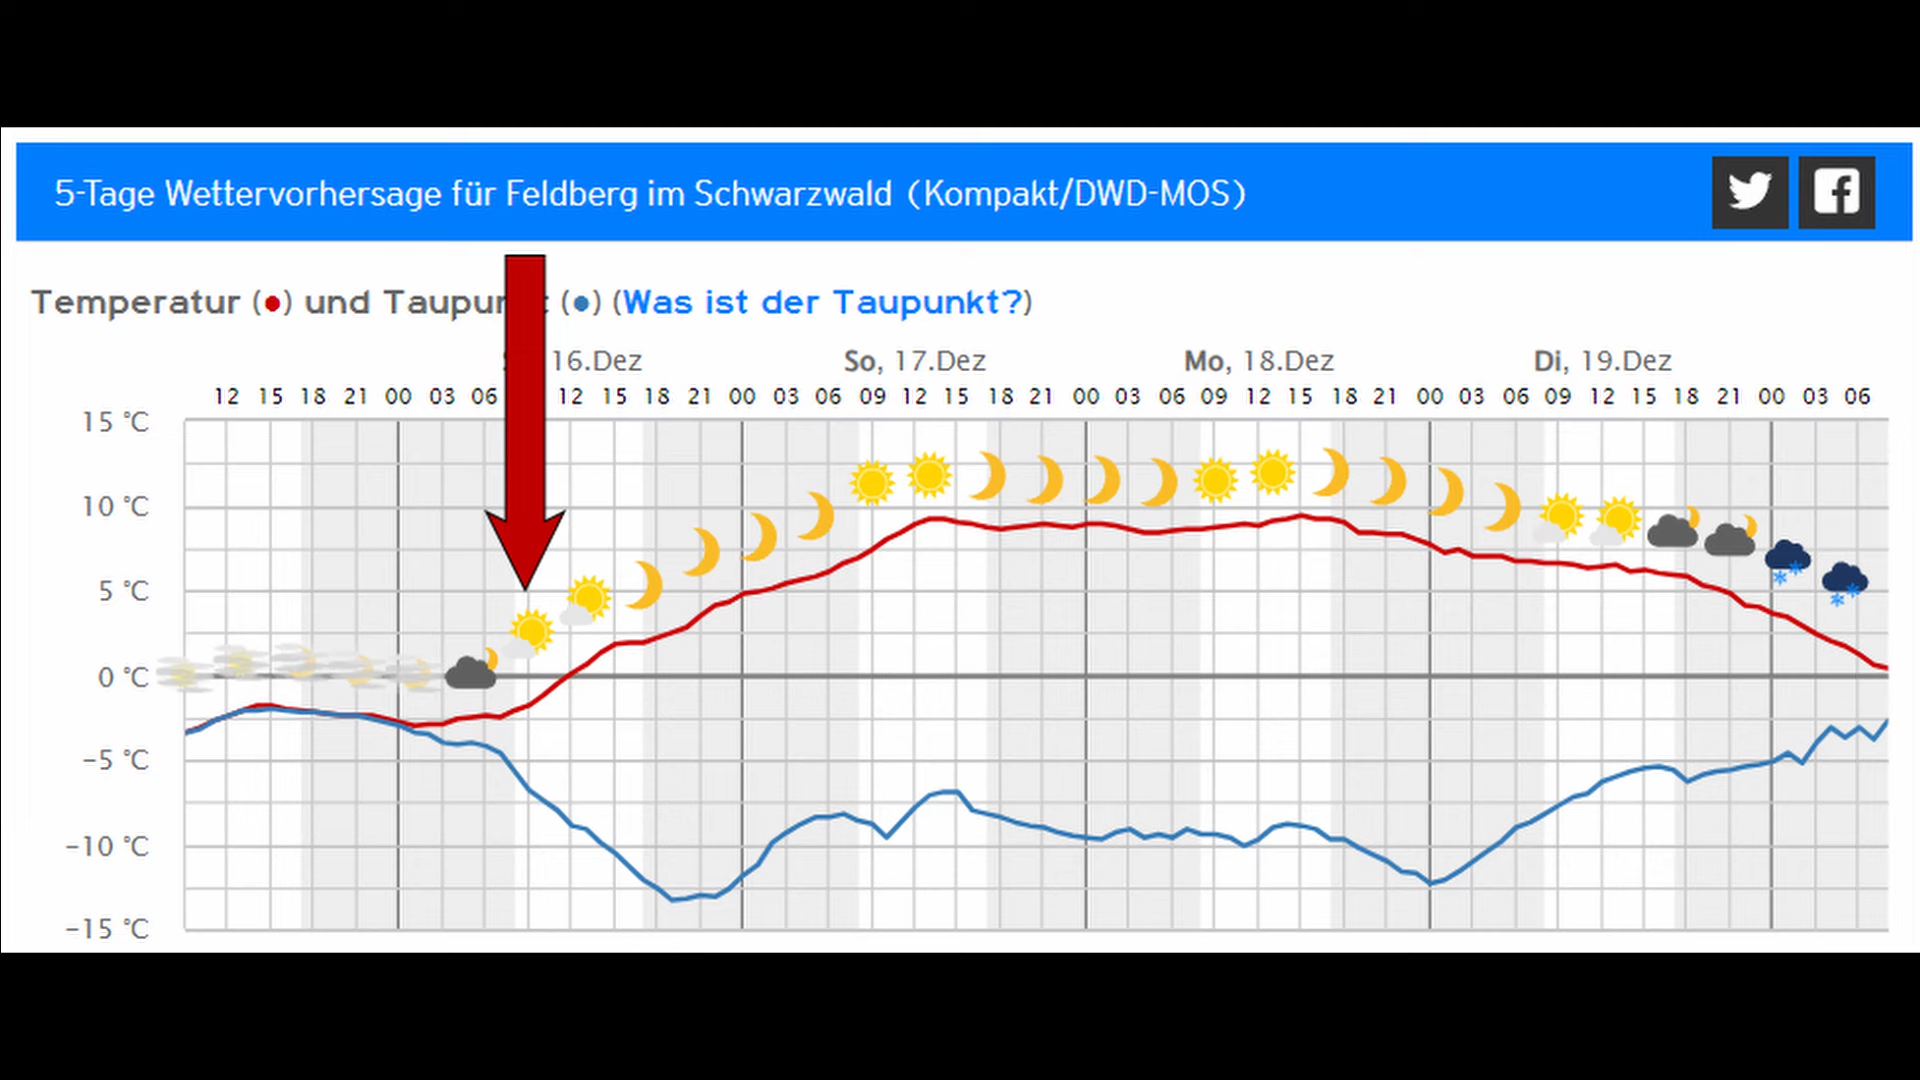 5-Tage Wettervorhersage für Feldberg im Schwarzwald (Kompakt/DWD-MOS)
Temperatur (•) und (•) (Was ist der Taupunkt?)
16.Dez So, 17.Dez Mo, 18.Dez Di, 19.Dez
12 15 18 21 00 03 06 12 15 18 21 00 03 06 09 12 15 18 21 00 03 06 09 12 15 18 21 00 03 06 09 12 15 18 21 00 03 06
15 °C
10 °C
5 °C
0 °C
-5 °C
-10 °C
-15 °C